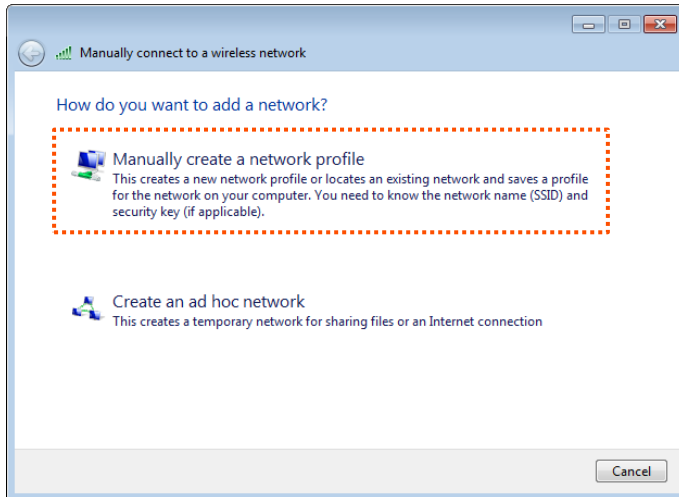 Manually connect to a wireless network
How do you want to add a network?
Manually create a network profile
This creates a new network profile or locates an existing network and saves a profile
for the network on your computer. You need to know the network name (SSID) and
security key (if applicable).
Create an ad hoc network
This creates a temporary network for sharing files or an Internet connection
Cancel